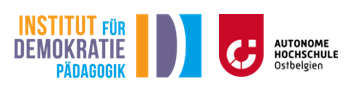 INSTITUT FÜR
DEMOKRATIE
PÄDAGOGIK
AUTONOME
HOCHSCHULE
Ostbelgien